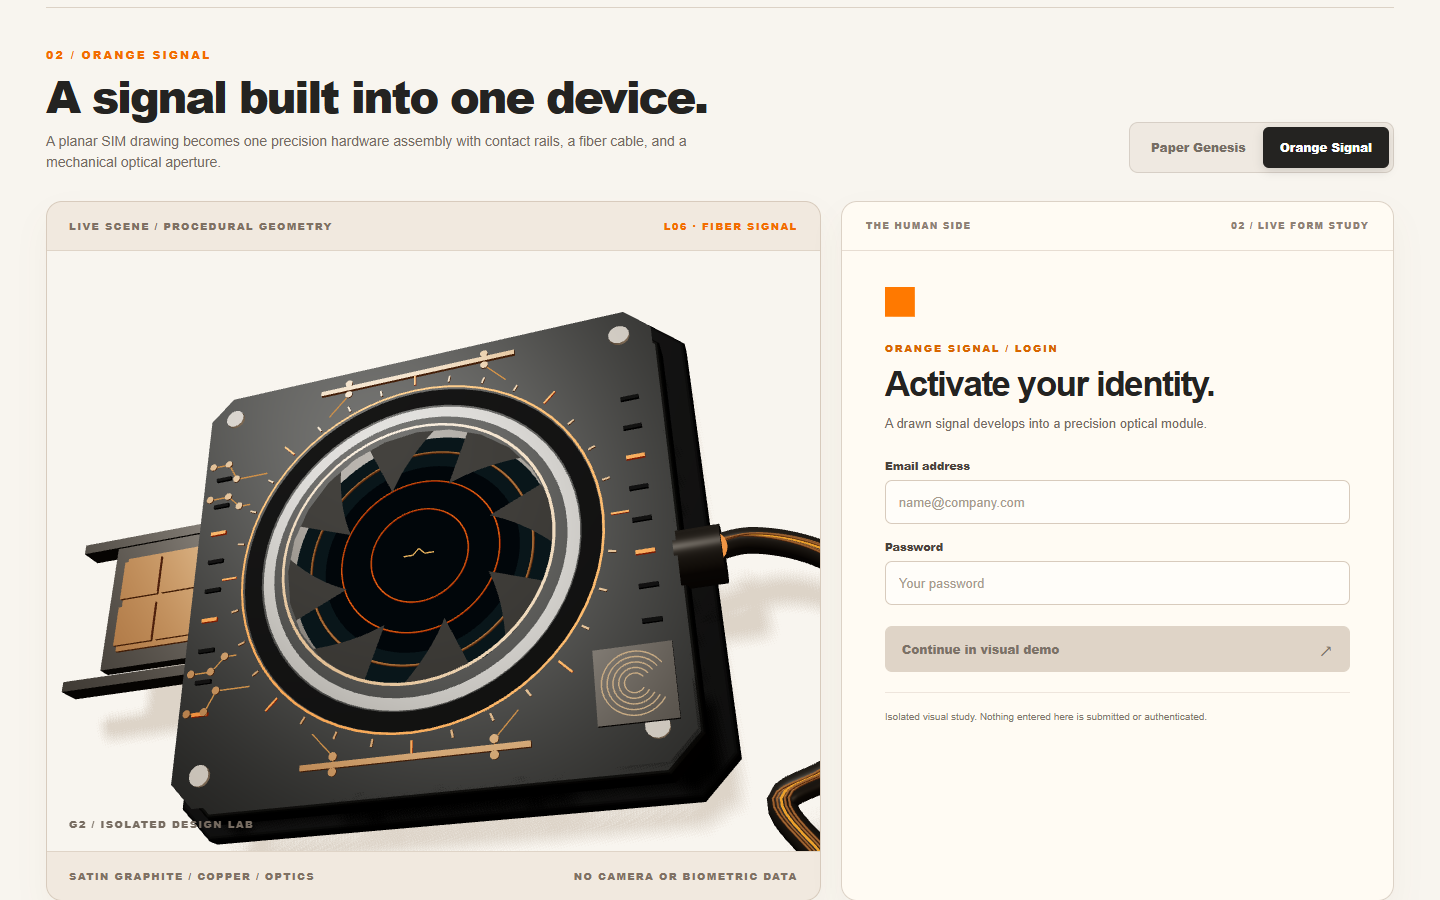 02 / ORANGE SIGNAL
A signal built into one device.
A planar SIM drawing becomes one precision hardware assembly with contact rails, a fiber cable, and a
mechanical optical aperture.
Paper Genesis
Orange Signal
LIVE SCENE / PROCEDURAL GEOMETRY
L06 · FIBER SIGNAL
G2 / ISOLATED DESIGN LAB
SATIN GRAPHITE / COPPER / OPTICS
NO CAMERA OR BIOMETRIC DATA
THE HUMAN SIDE
02 / LIVE FORM STUDY
ORANGE SIGNAL / LOGIN
Activate your identity.
A drawn signal develops into a precision optical module.
Email address
name@company.com
Password
Your password
Continue in visual demo ↗
Isolated visual study. Nothing entered here is submitted or authenticated.